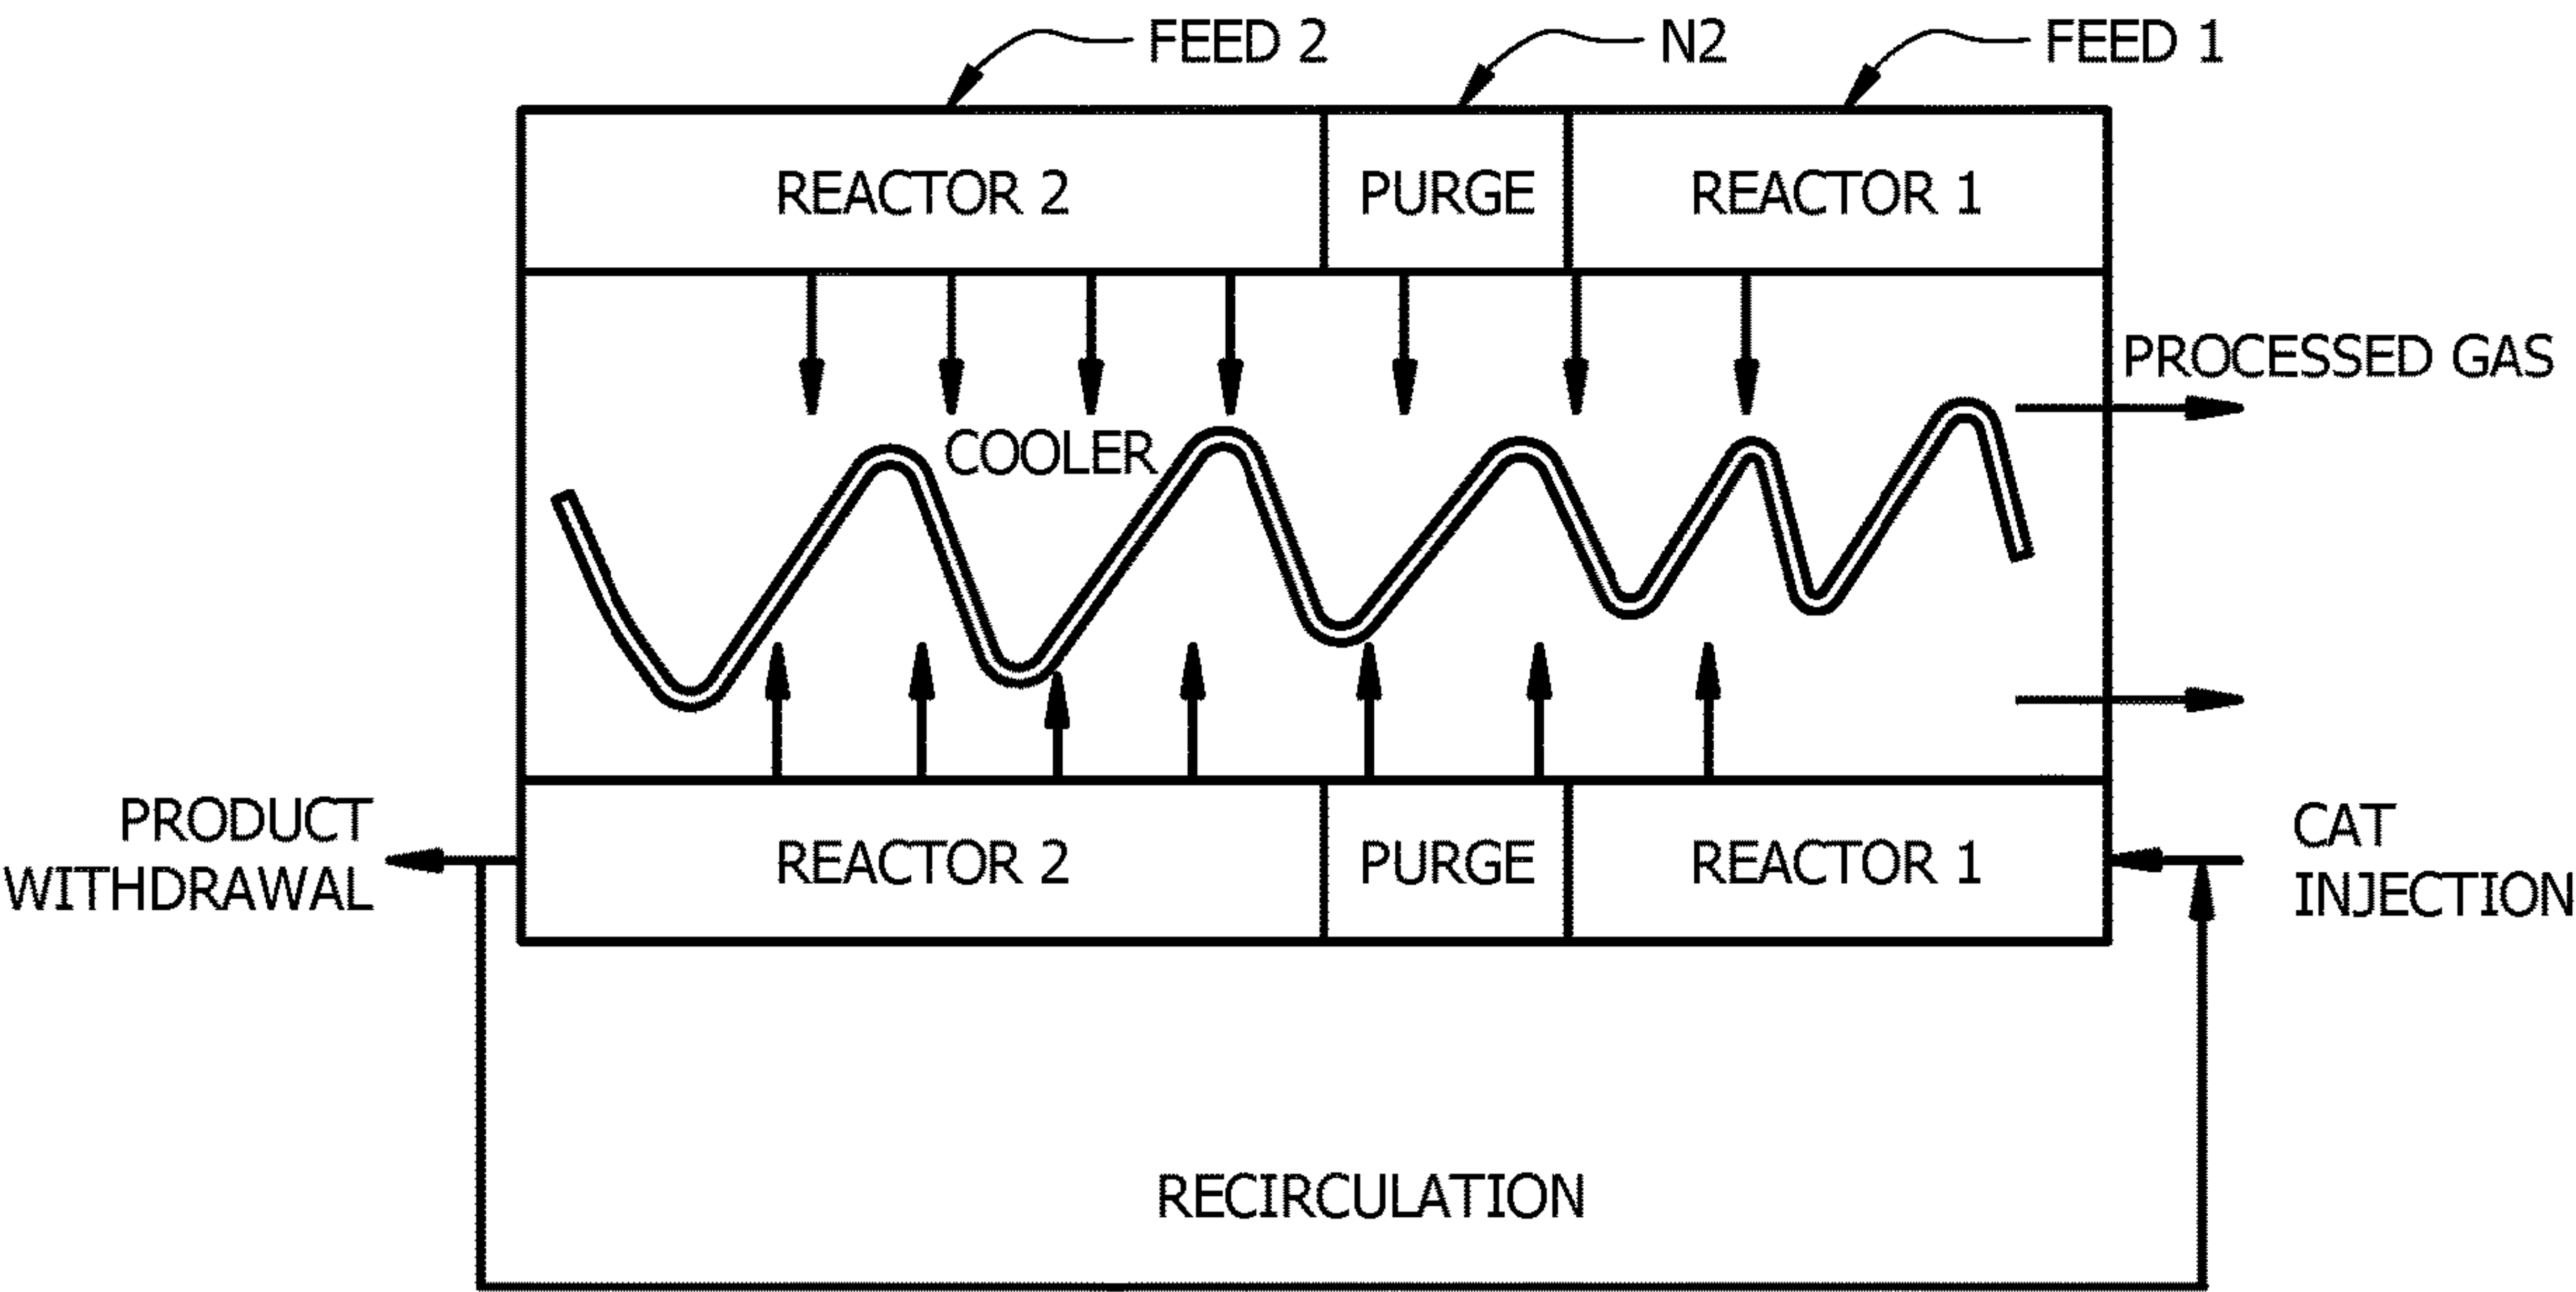 FEED 2
N2
FEED 1
REACTOR 2
PURGE
REACTOR 1
PROCESSED GAS
COOLER
PRODUCT
WITHDRAWAL
REACTOR 2
PURGE
REACTOR 1
CAT
INJECTION
RECIRCULATION